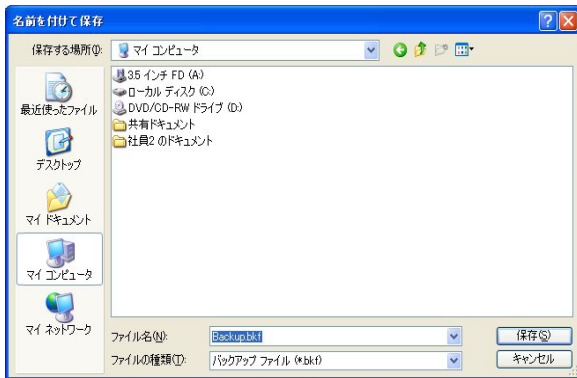 名前を付けて保存
保存する場所(I):
マイ コンピュータ
3.5 インチ FD (A:)
ローカル ディスク (C:)
DVD/CD-RW ドライブ (D:)
共有ドキュメント
社員2 のドキュメント
最近使ったファイル
デスクトップ
マイ ドキュメント
マイ コンピュータ
マイ ネットワーク
ファイル名(N):
Backup.bkf
保存(S)
ファイルの種類(T):
バックアップ ファイル (*.bkf)
キャンセル